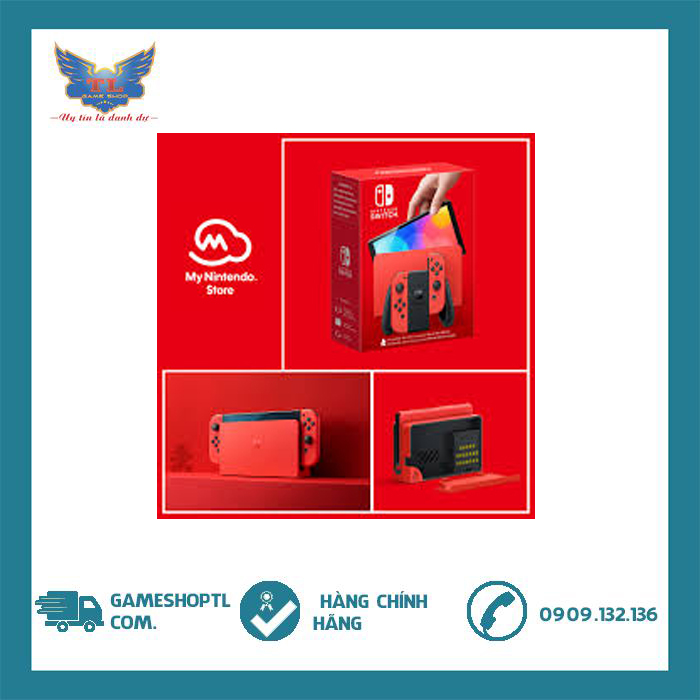 TL
GAME SHOP
Uy tín là danh dự
My Nintendo
Store
NINTENDO
SWITCH
GAMESHOPTL
COM.
HÀNG CHÍNH
HÃNG
0909.132.136